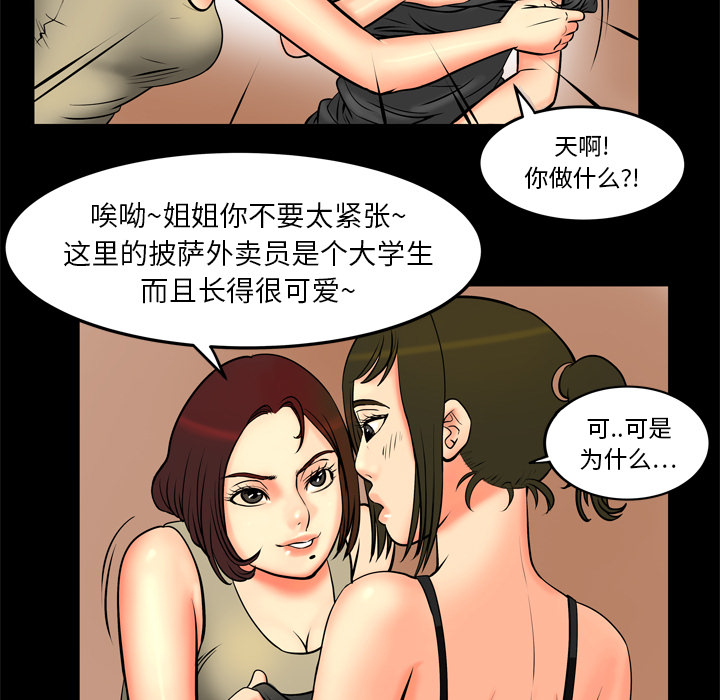 天啊!
你做什么?!
唉呦~姐姐你不要太紧张~
这里的披萨外卖员是个大学生
而且长得很可爱~
可..可是
为什么...